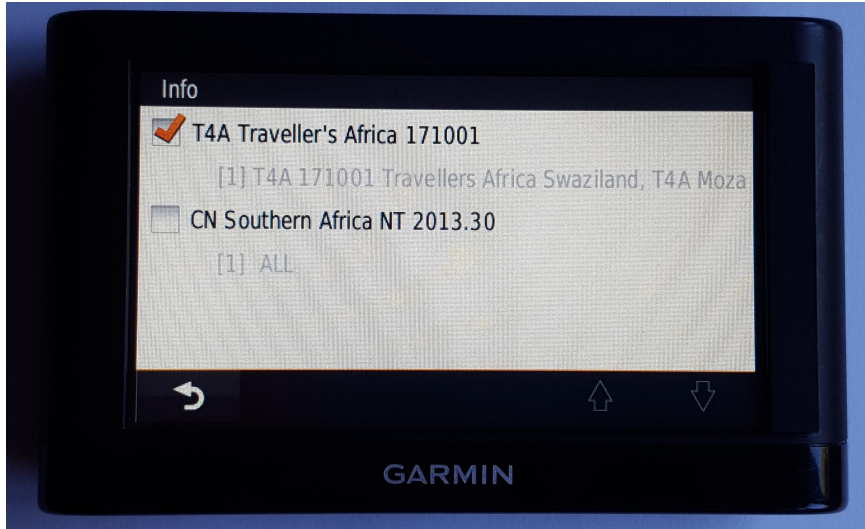 Info
T4A Traveller's Africa 171001
[1] T4A 171001 Travellers Africa Swaziland, T4A Moza
CN Southern Africa NT 2013.30
[1] ALL
GARMIN